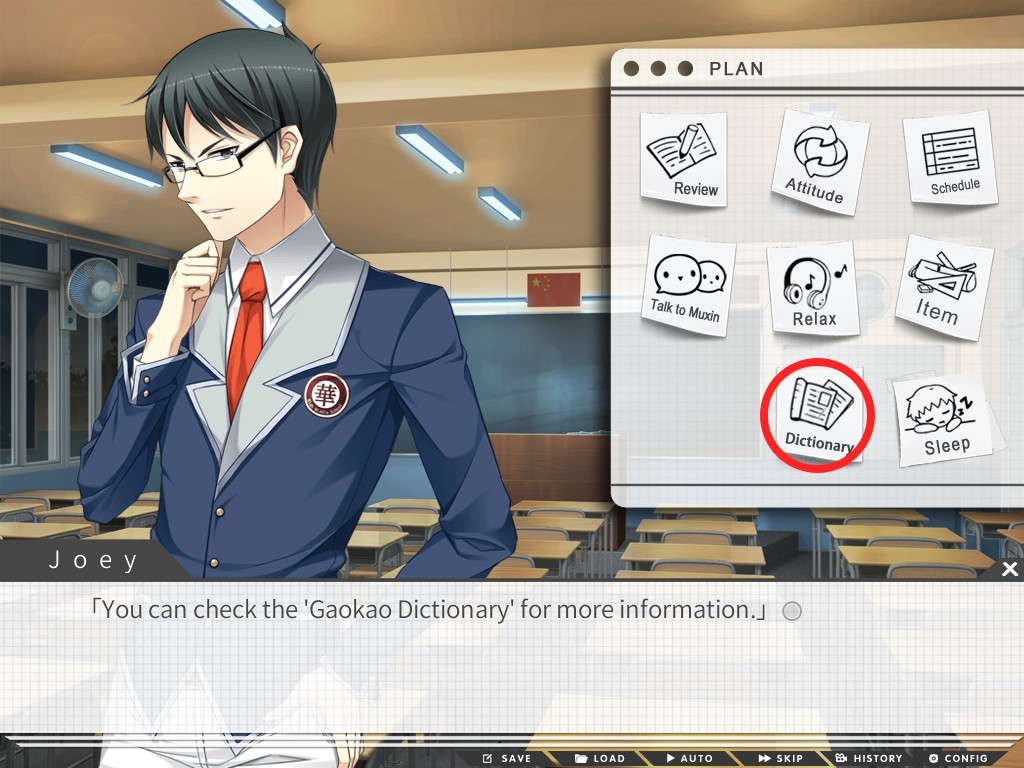 PLAN
Review
Attitude
Schedule
Talk to Muxin
Relax
Item
Dictionary
Sleep
華
Joey
「You can check the 'Gaokao Dictionary' for more information.」
SAVE
LOAD
AUTO
SKIP
HISTORY
CONFIG